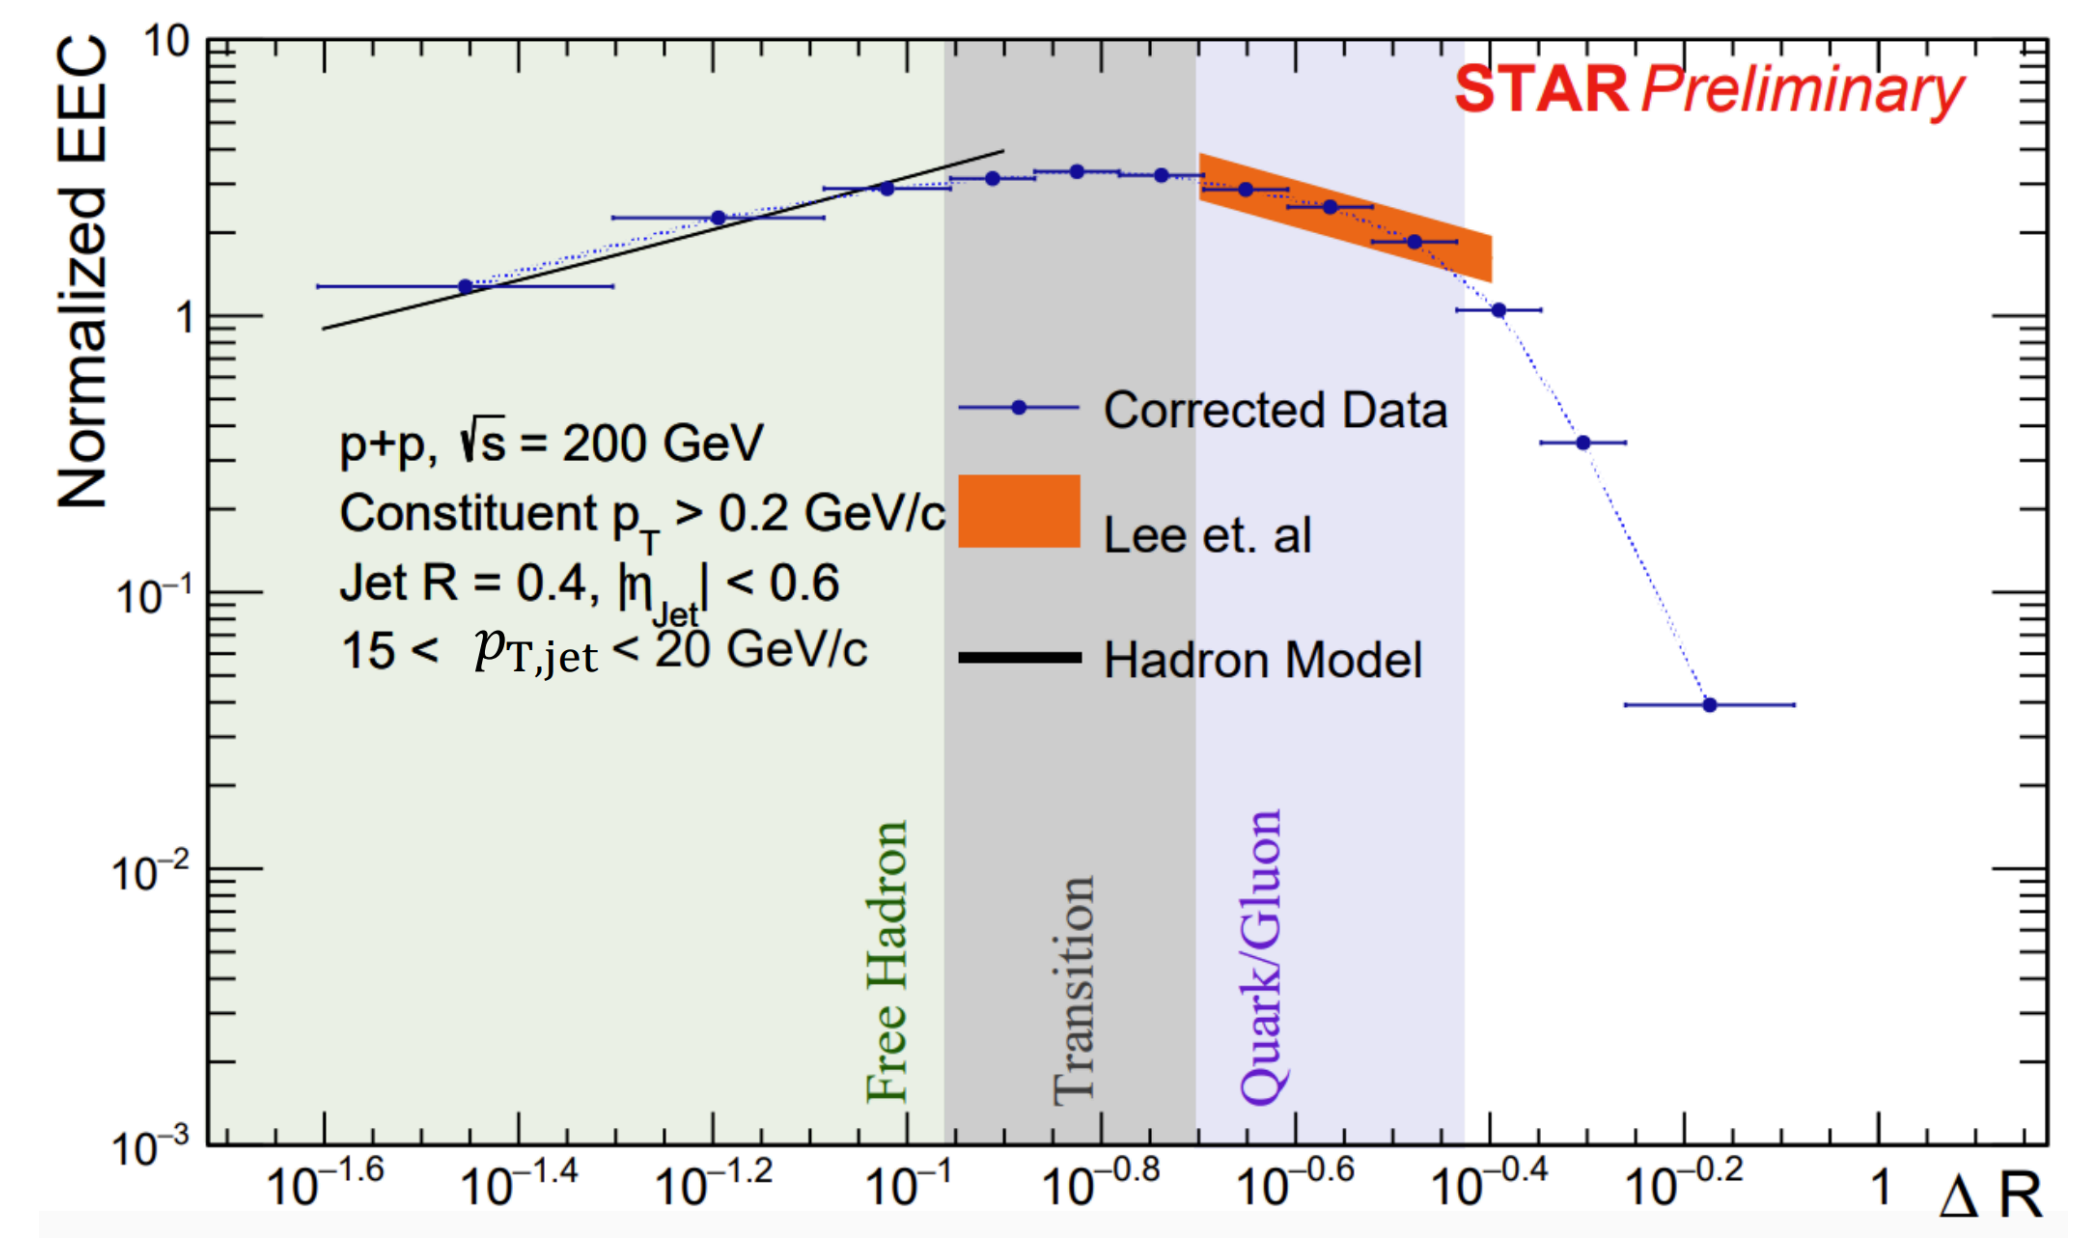 Normalized EEC
10
1
10⁻¹
10⁻²
10⁻³
STAR Preliminary
p+p, √s = 200 GeV
Constituent p_T > 0.2 GeV/c
Jet R = 0.4, |η_Jet| < 0.6
15 < p_T,jet < 20 GeV/c
Corrected Data
Lee et. al
Hadron Model
Free Hadron
Transition
Quark/Gluon
10⁻¹·⁶ 10⁻¹·⁴ 10⁻¹·² 10⁻¹ 10⁻⁰·⁸ 10⁻⁰·⁶ 10⁻⁰·⁴ 10⁻⁰·² 1 Δ R